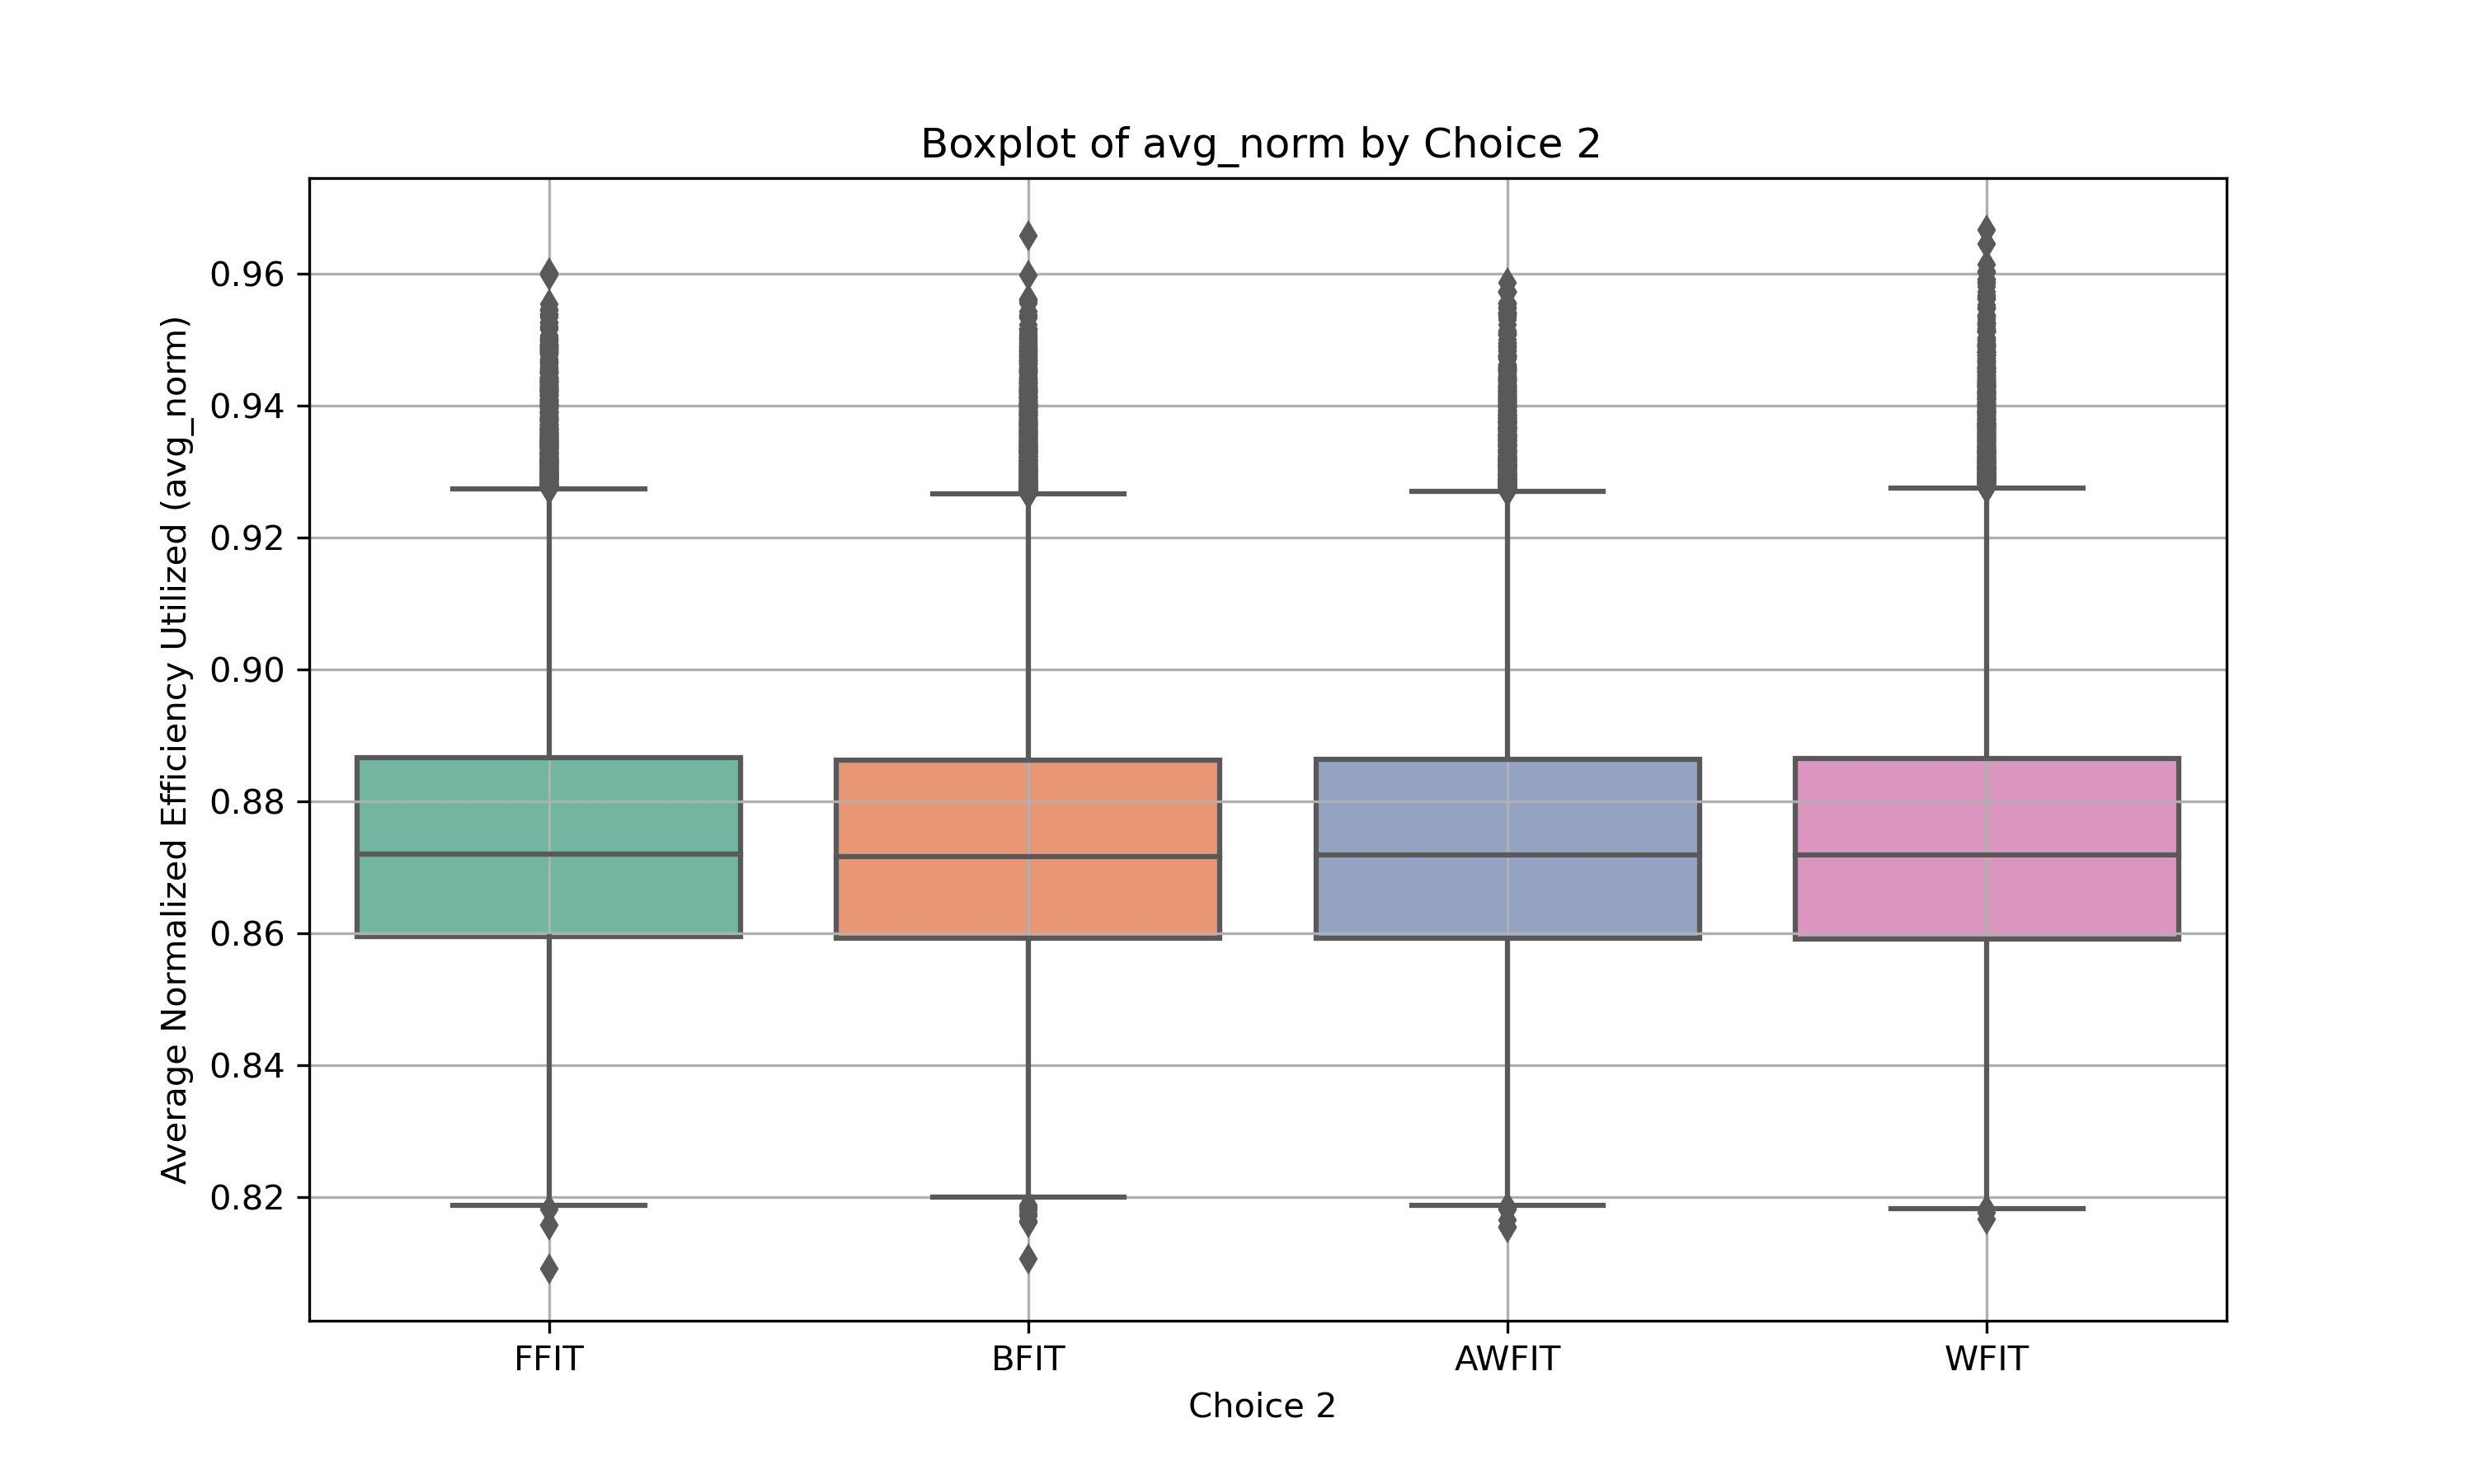 Boxplot of avg_norm by Choice 2
Average Normalized Efficiency Utilized (avg_norm)
0.96
0.94
0.92
0.90
0.88
0.86
0.84
0.82
FFIT BFIT AWFIT WFIT
Choice 2